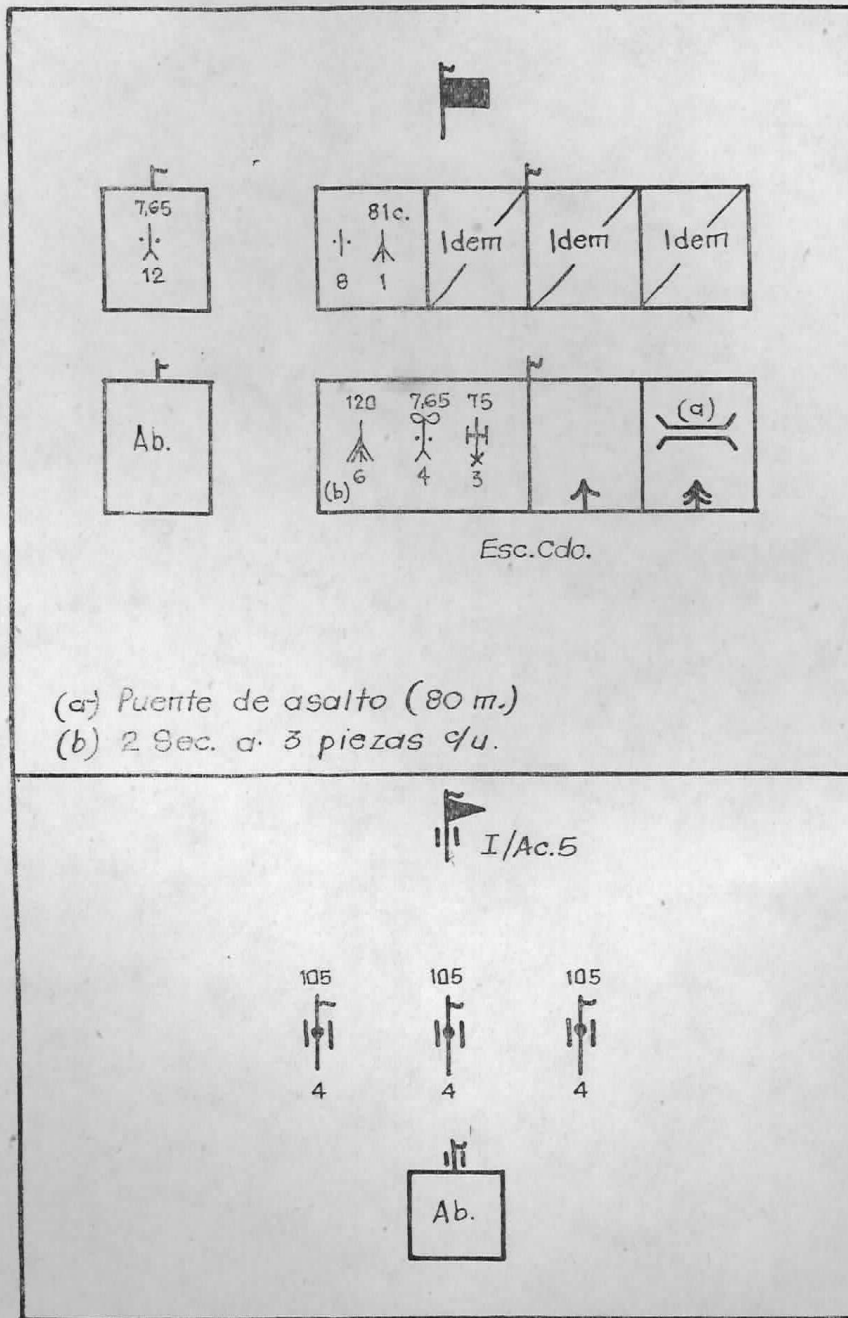 7,65
12
81c.
8 1
Idem
Idem
Idem
Ab.
120 7,65 75
6 4 3
(b)
(a)
Esc.Cdo.
(a) Puente de asalto (80 m.)
(b) 2 Sec. a 3 piezas c/u.
I/Ac.5
105 105 105
4 4 4
Ab.